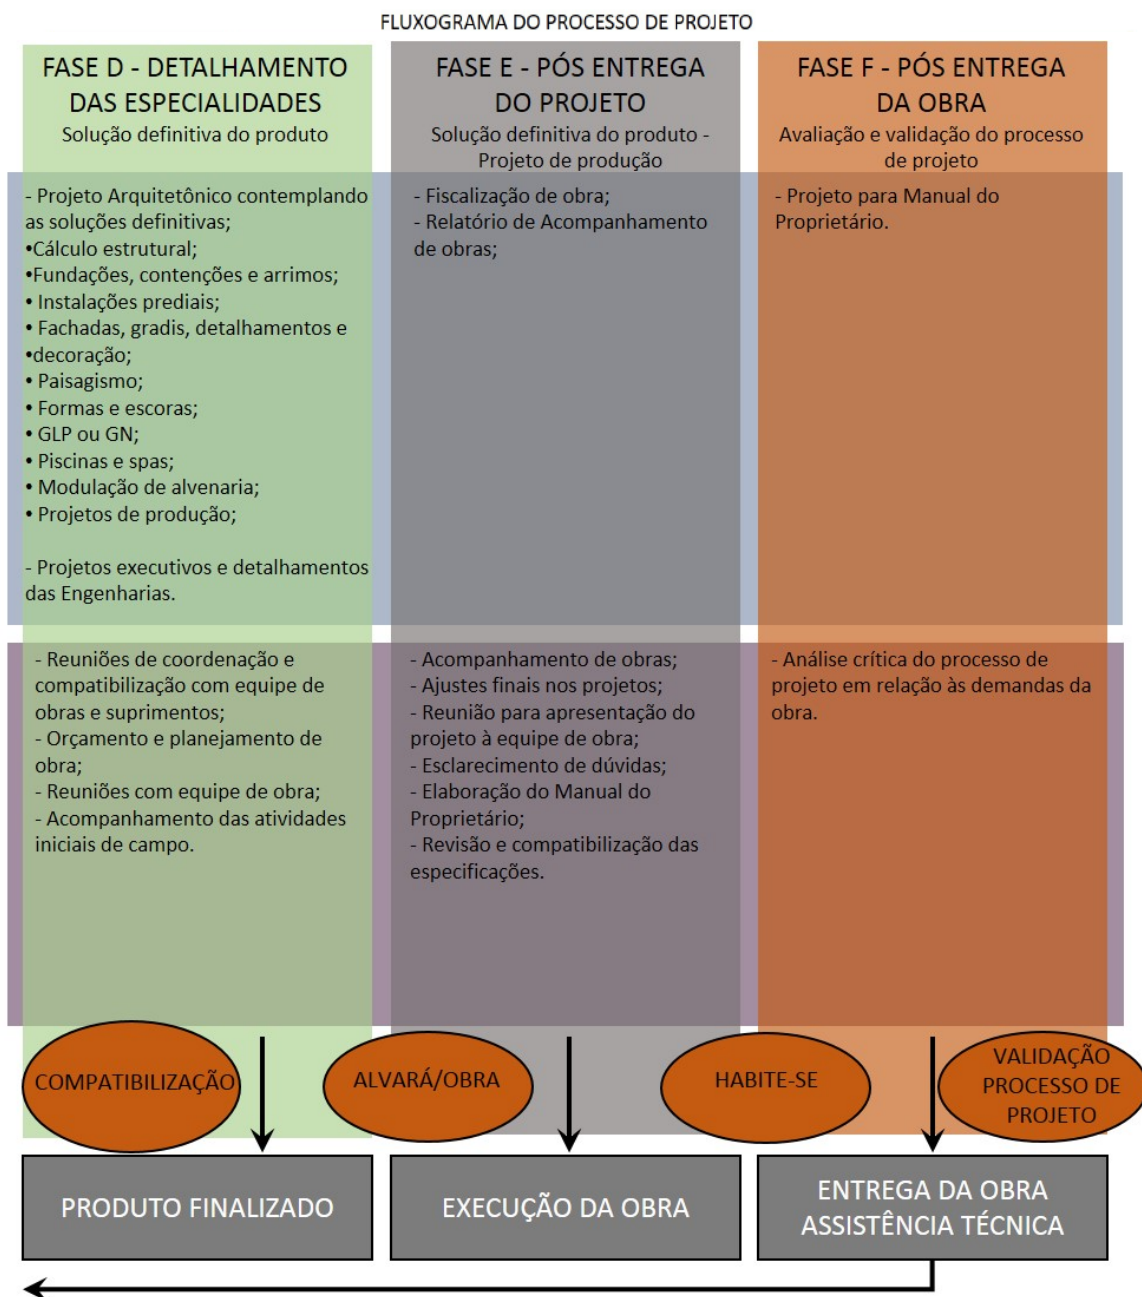 FLUXOGRAMA DO PROCESSO DE PROJETO
FASE D - DETALHAMENTO
DAS ESPECIALIDADES
Solução definitiva do produto
- Projeto Arquitetônico contemplando
as soluções definitivas;
•Cálculo estrutural;
•Fundações, contenções e arrimos;
• Instalações prediais;
• Fachadas, gradis, detalhamentos e
•decoração;
• Paisagismo;
• Formas e escoras;
• GLP ou GN;
• Piscinas e spas;
• Modulação de alvenaria;
• Projetos de produção;
- Projetos executivos e detalhamentos
das Engenharias.
- Reuniões de coordenação e
compatibilização com equipe de
obras e suprimentos;
- Orçamento e planejamento de
obra;
- Reuniões com equipe de obra;
- Acompanhamento das atividades
iniciais de campo.
FASE E - PÓS ENTREGA
DO PROJETO
Solução definitiva do produto -
Projeto de produção
- Fiscalização de obra;
- Relatório de Acompanhamento
de obras;
- Acompanhamento de obras;
- Ajustes finais nos projetos;
- Reunião para apresentação do
projeto à equipe de obra;
- Esclarecimento de dúvidas;
- Elaboração do Manual do
Proprietário;
- Revisão e compatibilização das
especificações.
FASE F - PÓS ENTREGA
DA OBRA
Avaliação e validação do processo
de projeto
- Projeto para Manual do
Proprietário.
- Análise crítica do processo de
projeto em relação às demandas da
obra.
COMPATIBILIZAÇÃO
ALVARÁ/OBRA
HABITE-SE
VALIDAÇÃO
PROCESSO DE
PROJETO
PRODUTO FINALIZADO
EXECUÇÃO DA OBRA
ENTREGA DA OBRA
ASSISTÊNCIA TÉCNICA